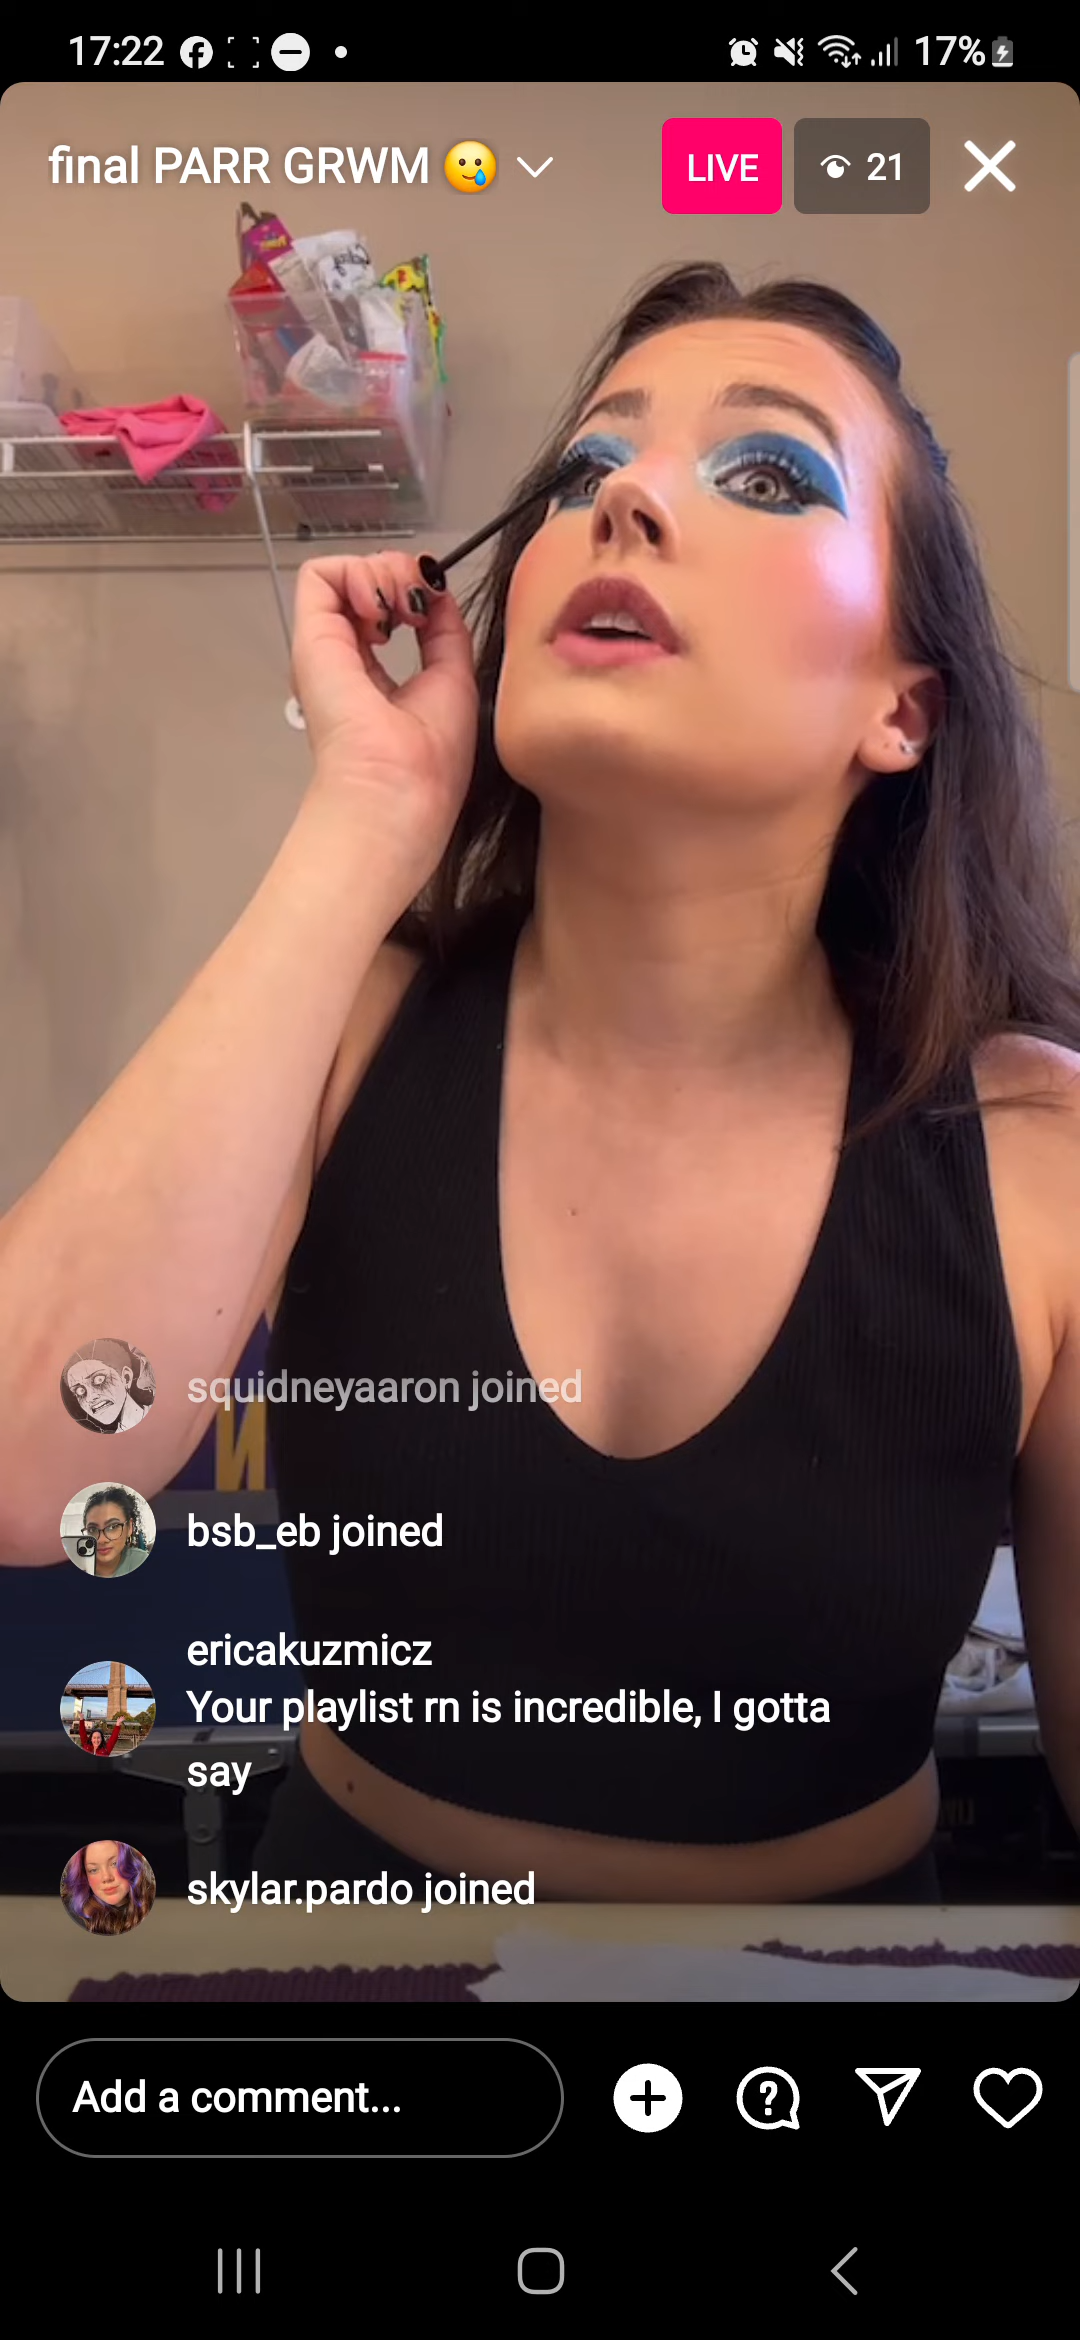 17:22
17%
final PARR GRWM 🥲
LIVE
21
squidneyaaron joined
bsb_eb joined
ericakuzmicz
Your playlist rn is incredible, I gotta
say
skylar.pardo joined
Add a comment...